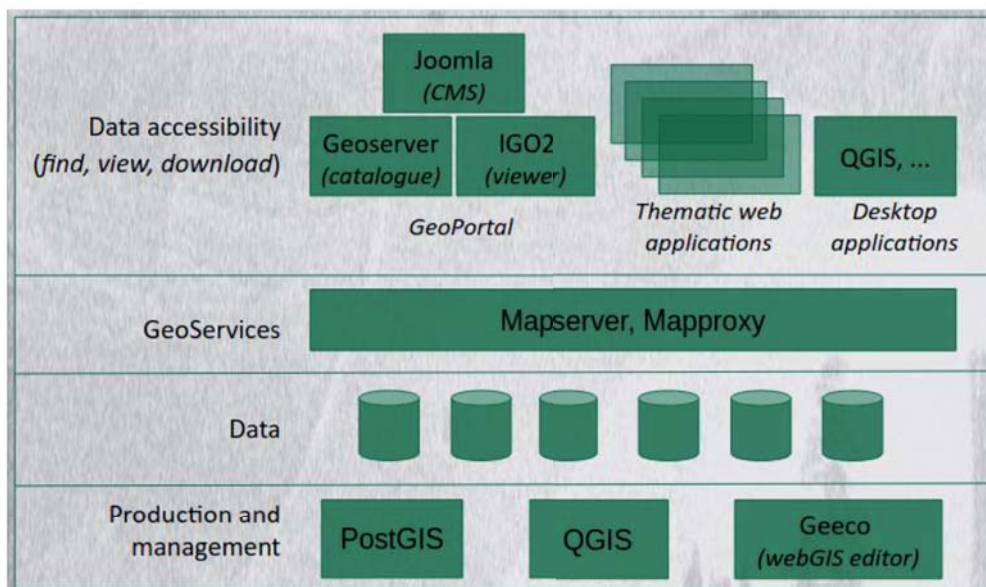 Joomla
(CMS)
Data accessibility
(find, view, download)
Geoserver
(catalogue)
IGO2
(viewer)
QGIS, ...
GeoPortal
Thematic web
applications
Desktop
applications
GeoServices
Mapserver, Mapproxy
Data
Production and
management
PostGIS
QGIS
Geeco
(webGIS editor)